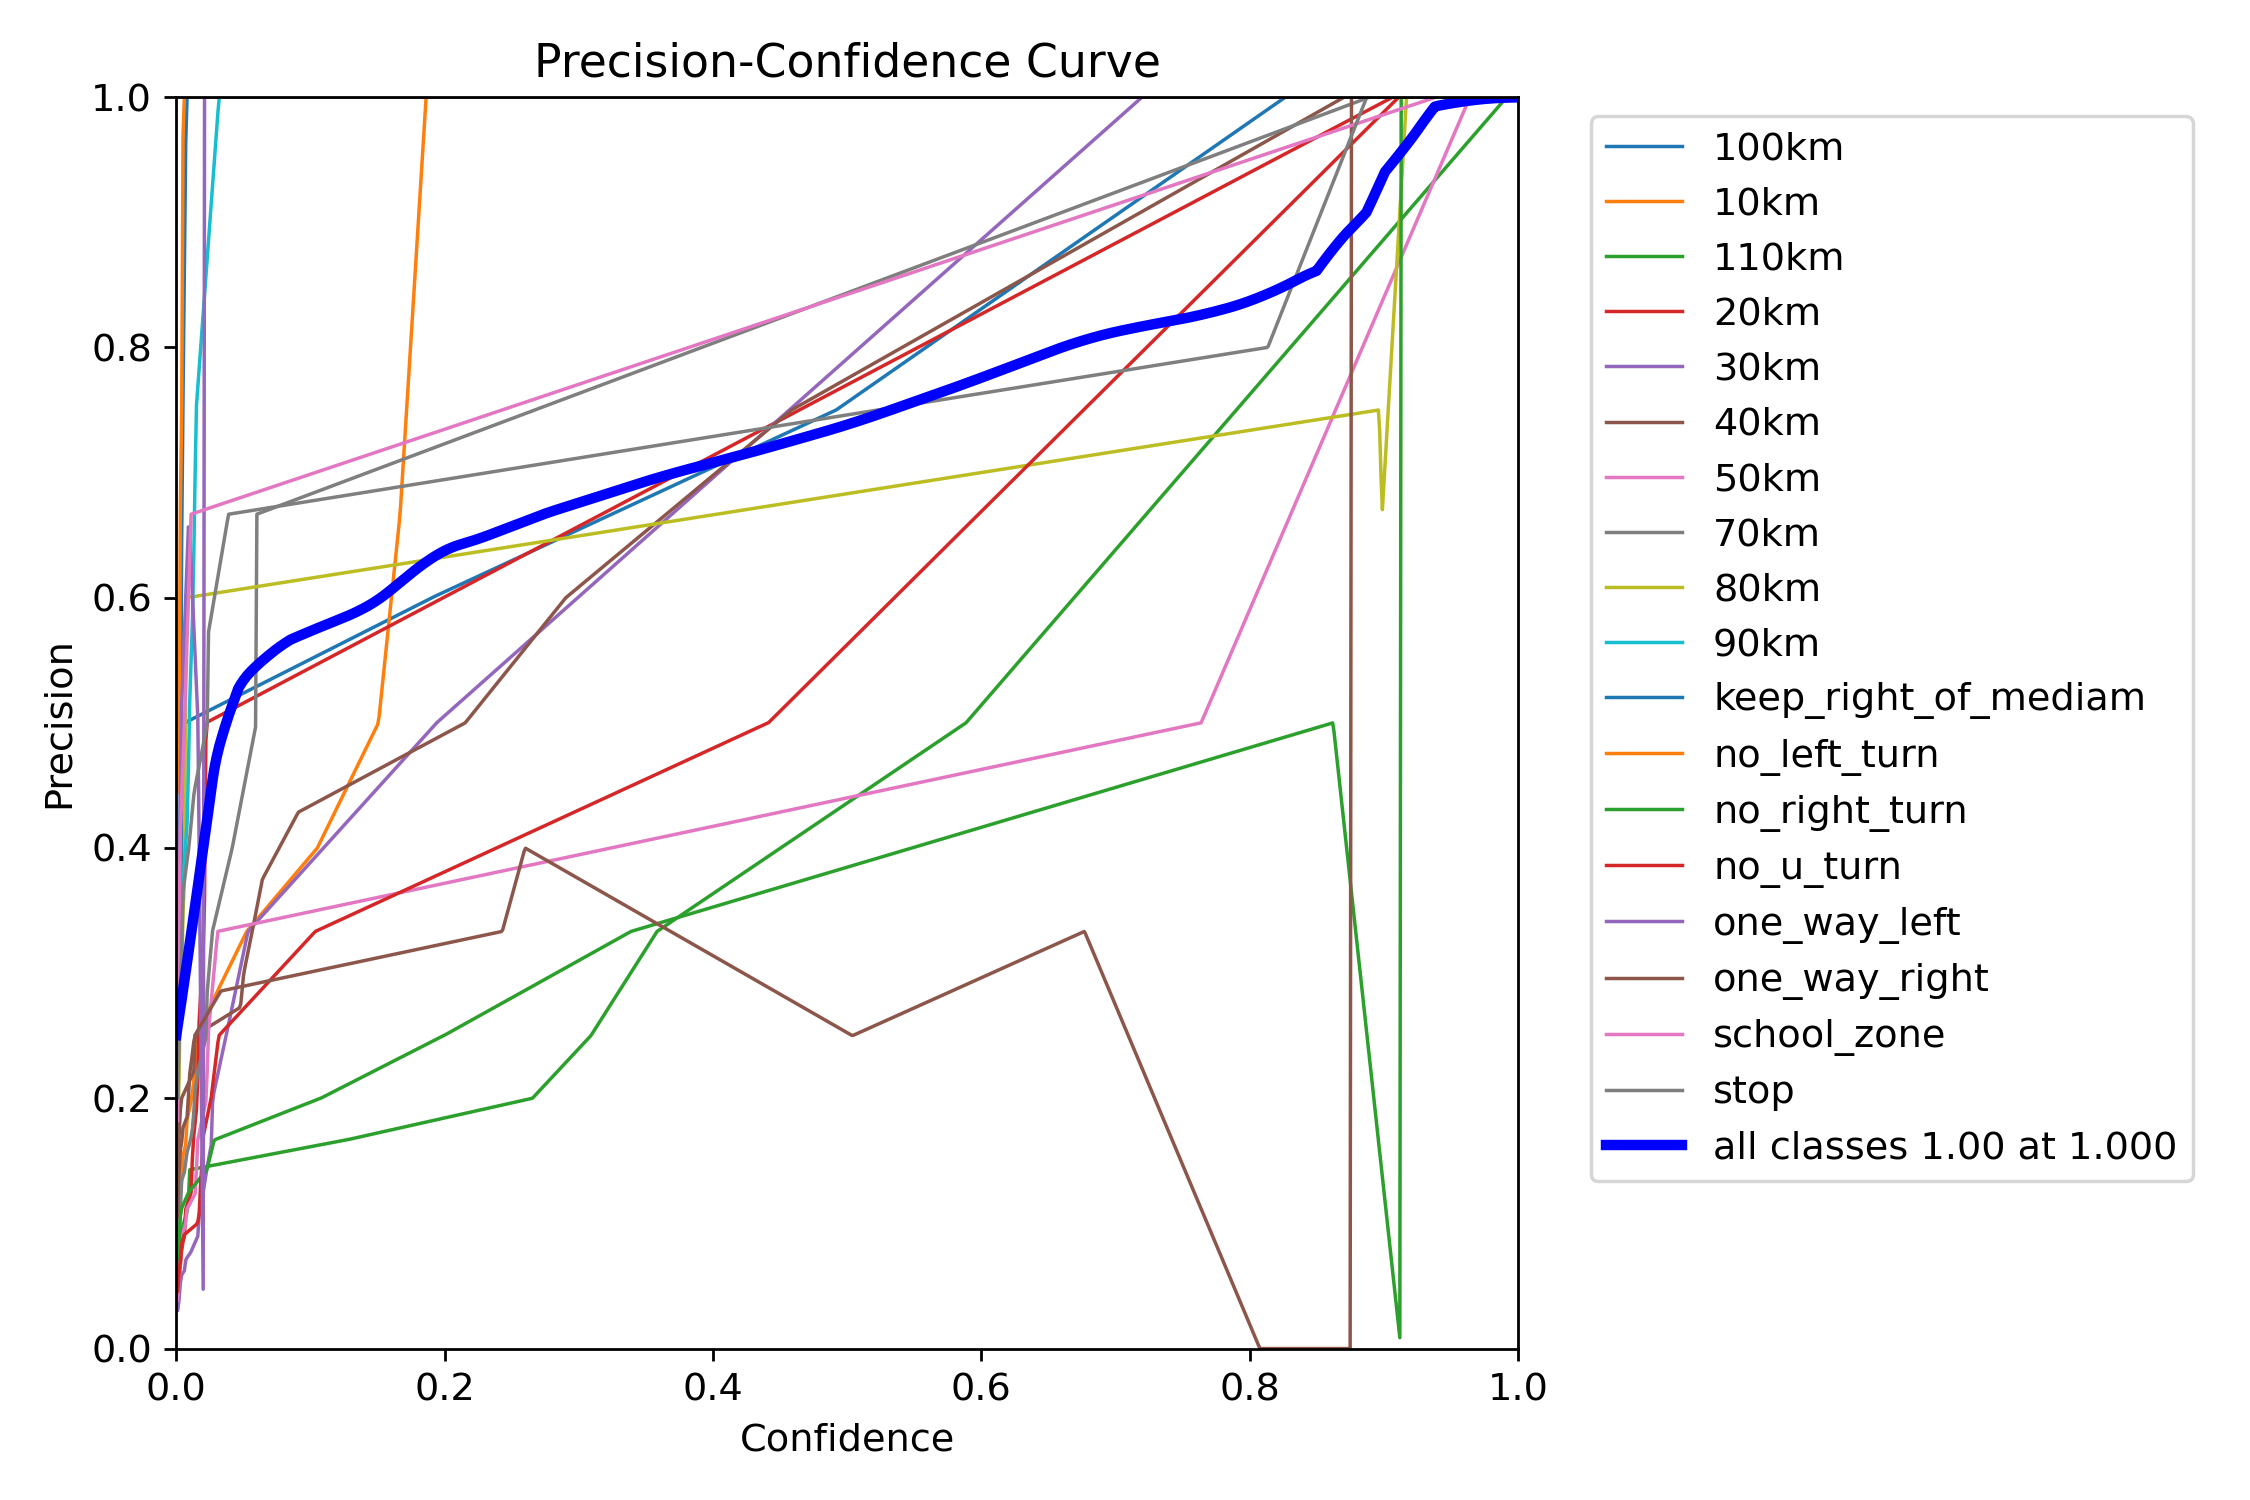 Precision-Confidence Curve
1.0
0.8
0.6
0.4
0.2
0.0
Precision
0.0 0.2 0.4 0.6 0.8 1.0
Confidence
100km
10km
110km
20km
30km
40km
50km
70km
80km
90km
keep_right_of_mediam
no_left_turn
no_right_turn
no_u_turn
one_way_left
one_way_right
school_zone
stop
all classes 1.00 at 1.000